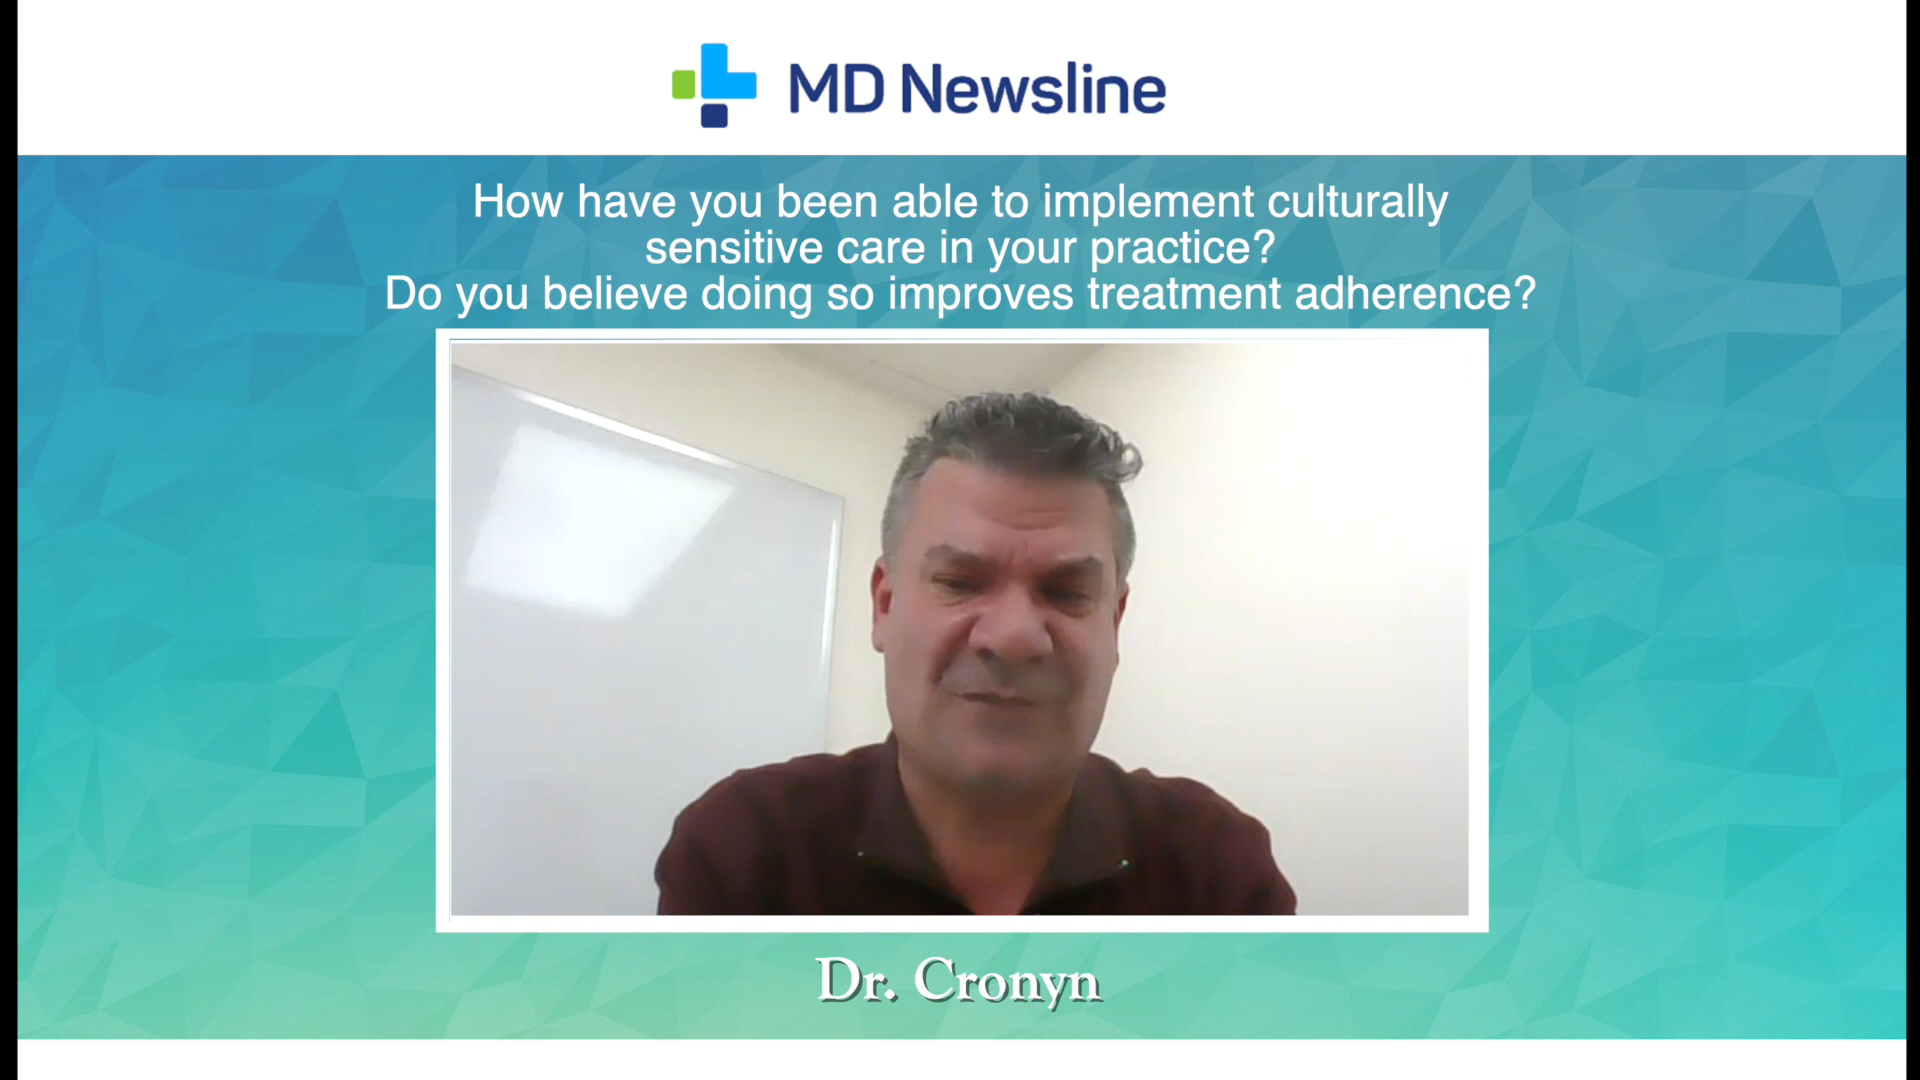 MD Newsline
How have you been able to implement culturally
sensitive care in your practice?
Do you believe doing so improves treatment adherence?
Dr. Cronyn